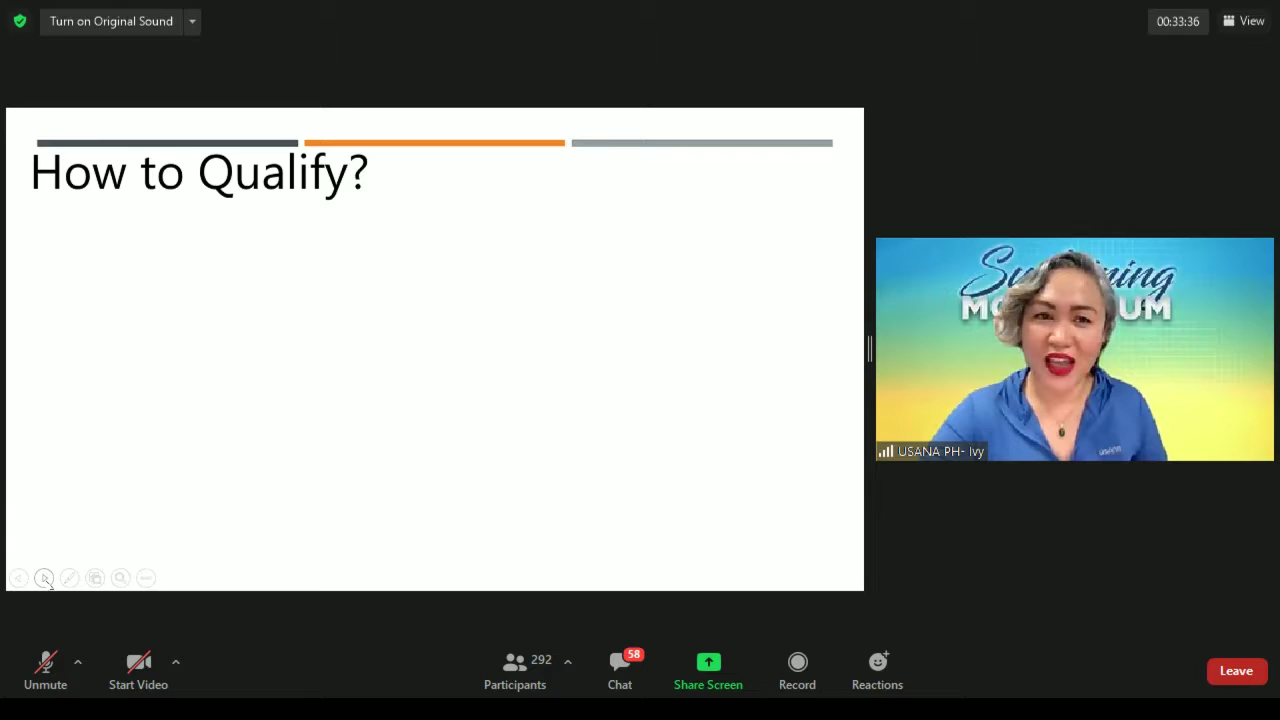 Turn on Original Sound
00:33:36
View
How to Qualify?
USANA PH- Ivy
usana
Unmute
Start Video
292
Participants
58
Chat
Share Screen
Record
Reactions
Leave